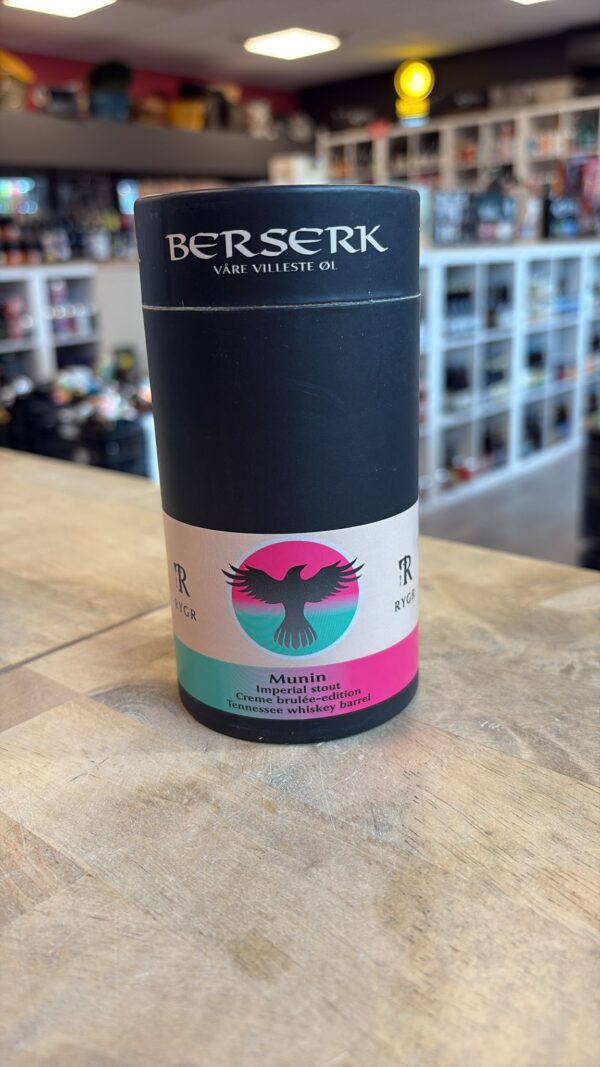 BERSERK
VÅRE VILLESTE ØL
R
RYGR
R
RYGR
Munin
Imperial stout
Creme brulée-edition
Tennessee whiskey barrel